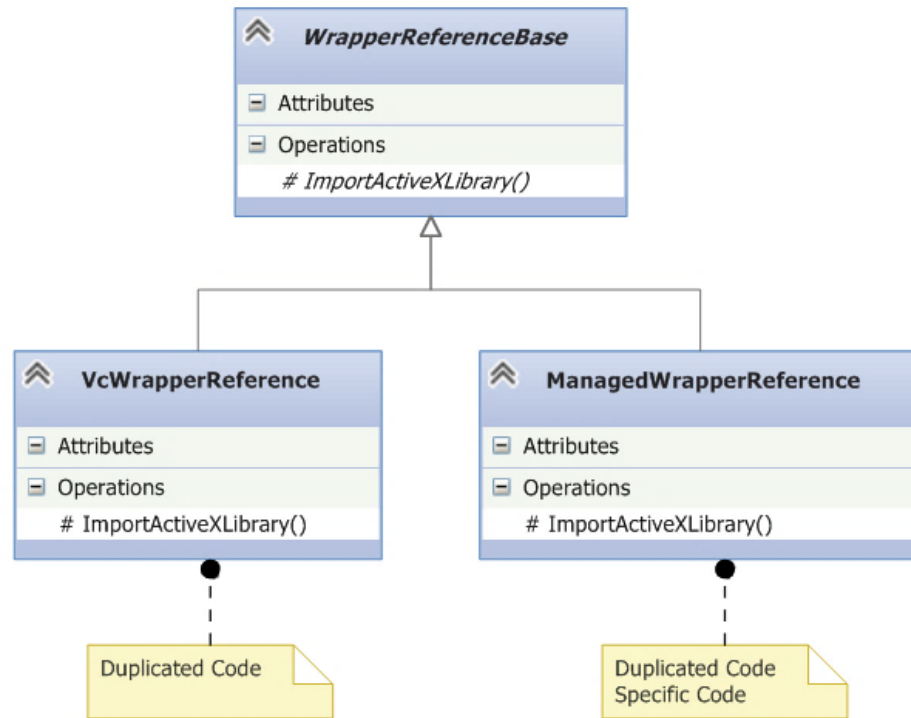 WrapperReferenceBase
Attributes
Operations
# ImportActiveXLibrary()
VcWrapperReference
Attributes
Operations
# ImportActiveXLibrary()
ManagedWrapperReference
Attributes
Operations
# ImportActiveXLibrary()
Duplicated Code
Duplicated Code
Specific Code